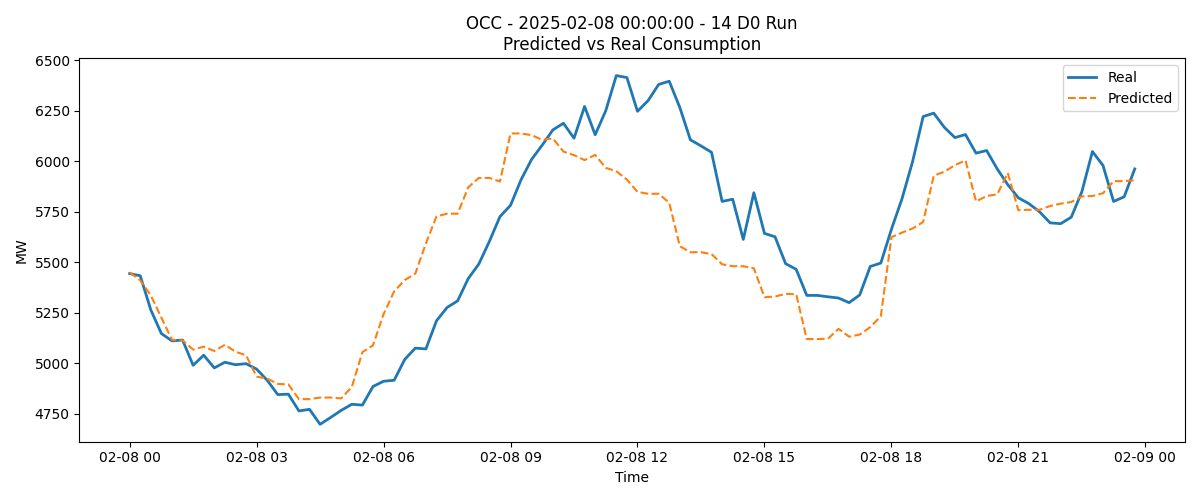 OCC - 2025-02-08 00:00:00 - 14 D0 Run
Predicted vs Real Consumption
6500
6250
6000
5750
5500
5250
5000
4750
MW
Real
Predicted
02-08 00
02-08 03
02-08 06
02-08 09
02-08 12
02-08 15
02-08 18
02-08 21
02-09 00
Time